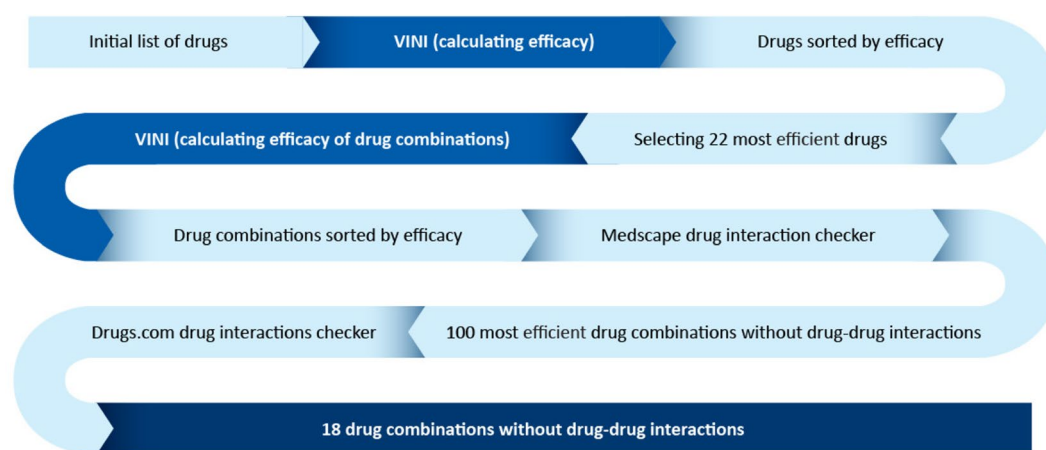 Initial list of drugs
VINI (calculating efficacy)
Drugs sorted by efficacy
Selecting 22 most efficient drugs
VINI (calculating efficacy of drug combinations)
Drug combinations sorted by efficacy
Medscape drug interaction checker
100 most efficient drug combinations without drug-drug interactions
Drugs.com drug interactions checker
18 drug combinations without drug-drug interactions